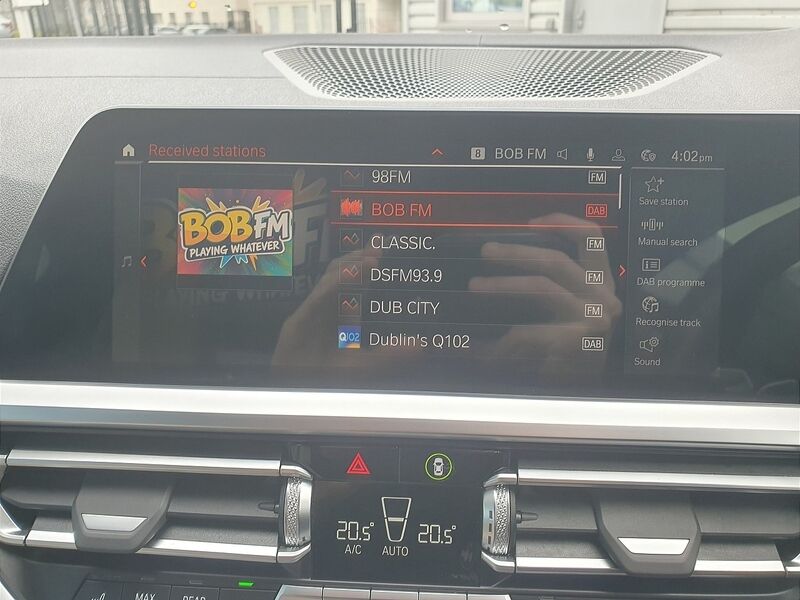 Received stations
8 BOB FM
4:02pm
BOB FM
PLAYING WHATEVER
98FM FM
BOB FM DAB
CLASSIC. FM
DSFM93.9 FM
DUB CITY FM
Q102 Dublin's Q102 DAB
Save station
Manual search
DAB programme
Recognise track
Sound
20.5° 20.5°
A/C AUTO
MAX REAR